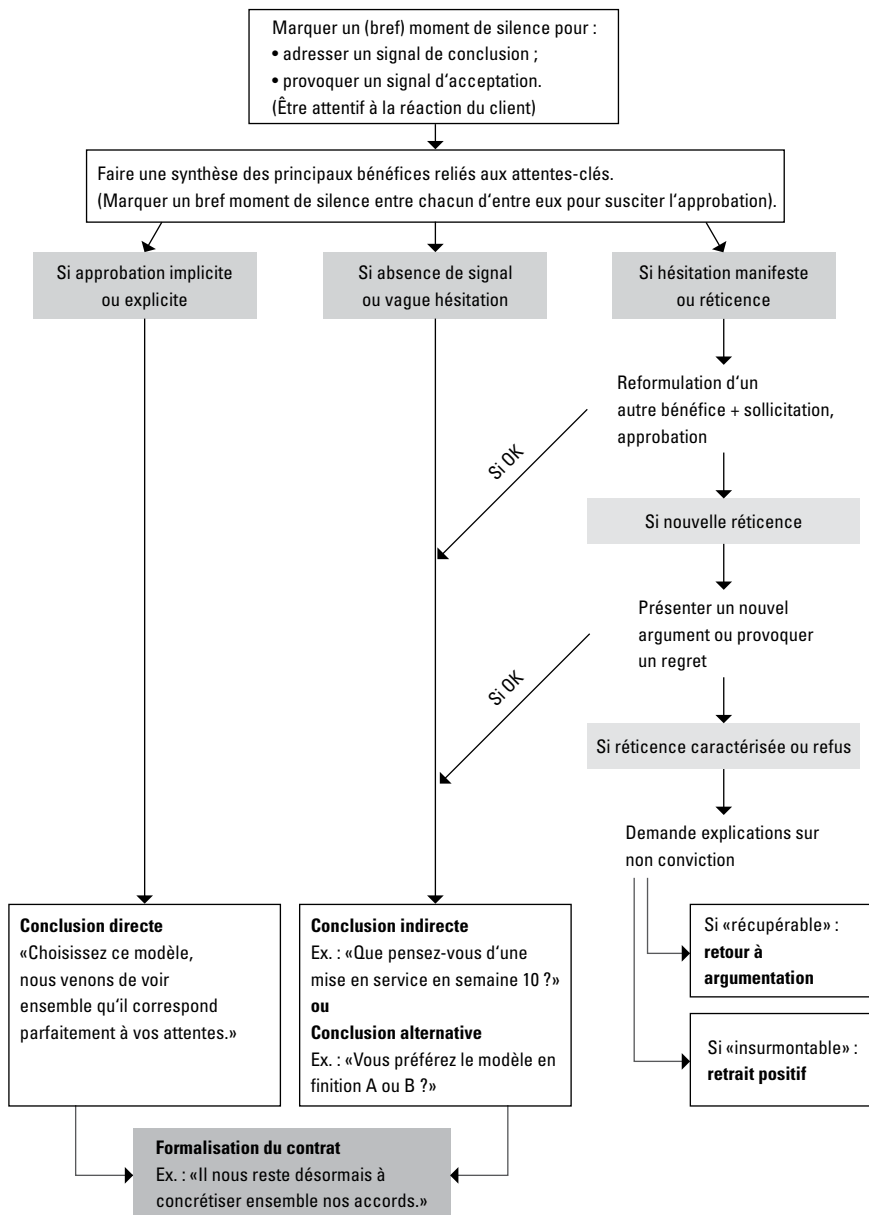 Marquer un (bref) moment de silence pour :
• adresser un signal de conclusion ;
• provoquer un signal d'acceptation.
(Être attentif à la réaction du client)
Faire une synthèse des principaux bénéfices reliés aux attentes-clés.
(Marquer un bref moment de silence entre chacun d'entre eux pour susciter l'approbation).
Si approbation implicite
ou explicite
Si absence de signal
ou vague hésitation
Si hésitation manifeste
ou réticence
Reformulation d'un
autre bénéfice + sollicitation,
approbation
Si OK
Si nouvelle réticence
Présenter un nouvel
argument ou provoquer
un regret
Si OK
Si réticence caractérisée ou refus
Demande explications sur
non conviction
Conclusion directe
«Choisissez ce modèle,
nous venons de voir
ensemble qu'il correspond
parfaitement à vos attentes.»
Conclusion indirecte
Ex. : «Que pensez-vous d'une
mise en service en semaine 10 ?»
ou
Conclusion alternative
Ex. : «Vous préférez le modèle en
finition A ou B ?»
Si «récupérable» :
retour à
argumentation
Si «insurmontable» :
retrait positif
Formalisation du contrat
Ex. : «Il nous reste désormais à
concrétiser ensemble nos accords.»